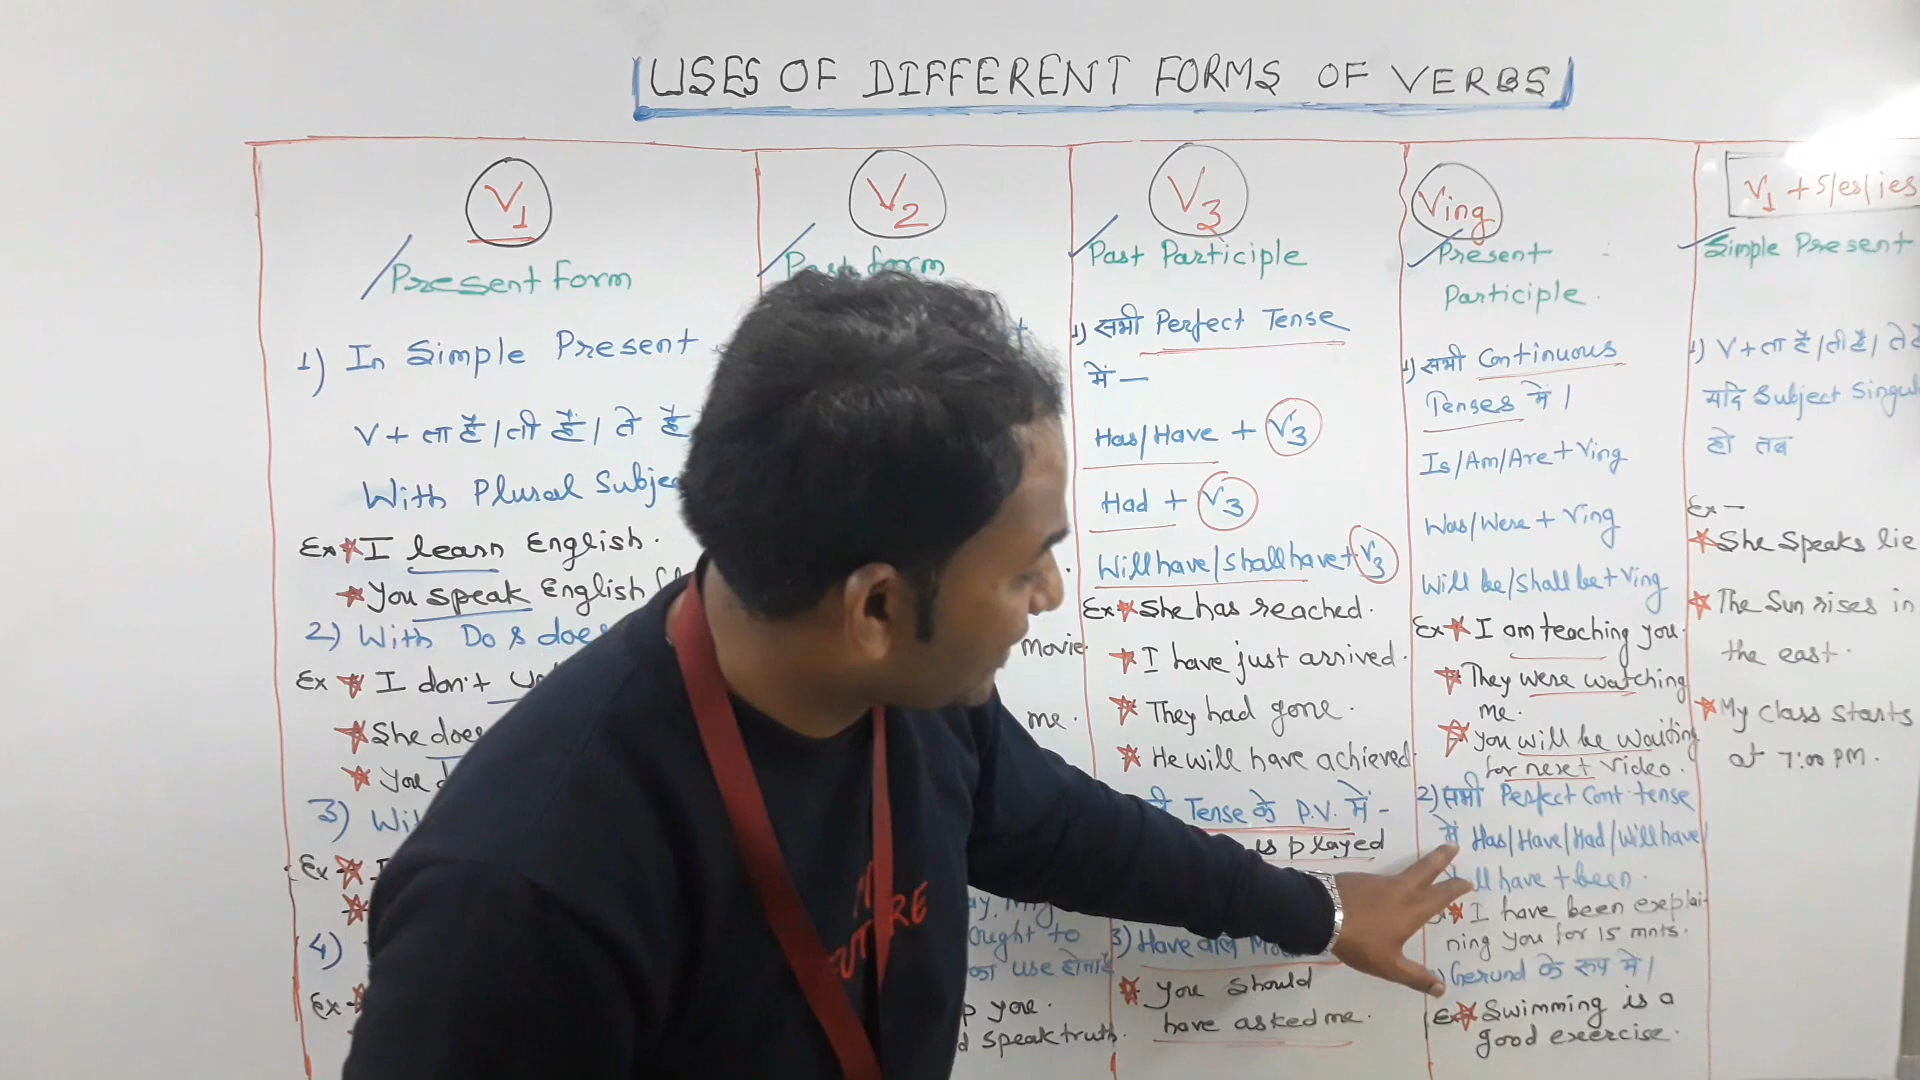 USES OF DIFFERENT FORMS OF VERBS
V1
Present form
1) In Simple Present
V + ता है / ती है / ते है
With Plural
Ex ★ I learn English.
★ You speak English
2) With Do &
Ex ★ I don't
★ She
★ You
3)
Ex ★
4)
Ex
V2
Past form
movie.
me.
Ought to
का use होता है
you.
speak truth.
V3
Past Participle
1) सभी Perfect Tense
में —
Has/Have + V3
Had + V3
Will have/Shall have + V3
Ex ★ She has reached.
★ I have just arrived.
★ They had gone.
★ He will have achieved
Tense के P.V. में -
is played
3) Have वाले
★ You should
have asked me.
Ving
Present
Participle.
1) सभी Continuous
Tenses में।
Is/Am/Are + Ving
Was/Were + Ving
Will be/Shall be + Ving
Ex ★ I am teaching you.
★ They were watching
me.
★ You will be waiting
for next Video.
2) सभी Perfect Cont. tense
में Has/Have/Had/Will have/
have + been.
★ I have been explai-
ning you for 15 mnts.
Gerund के रूप में।
Ex ★ Swimming is a
good exercise.
V1 + S/es/ies
Simple Present
1) V + ता है / ती है /
यदि Subject
हो तब
Ex —
★ She speaks lie
★ The Sun rises in
the east.
★ My class starts
at 7:00 PM.